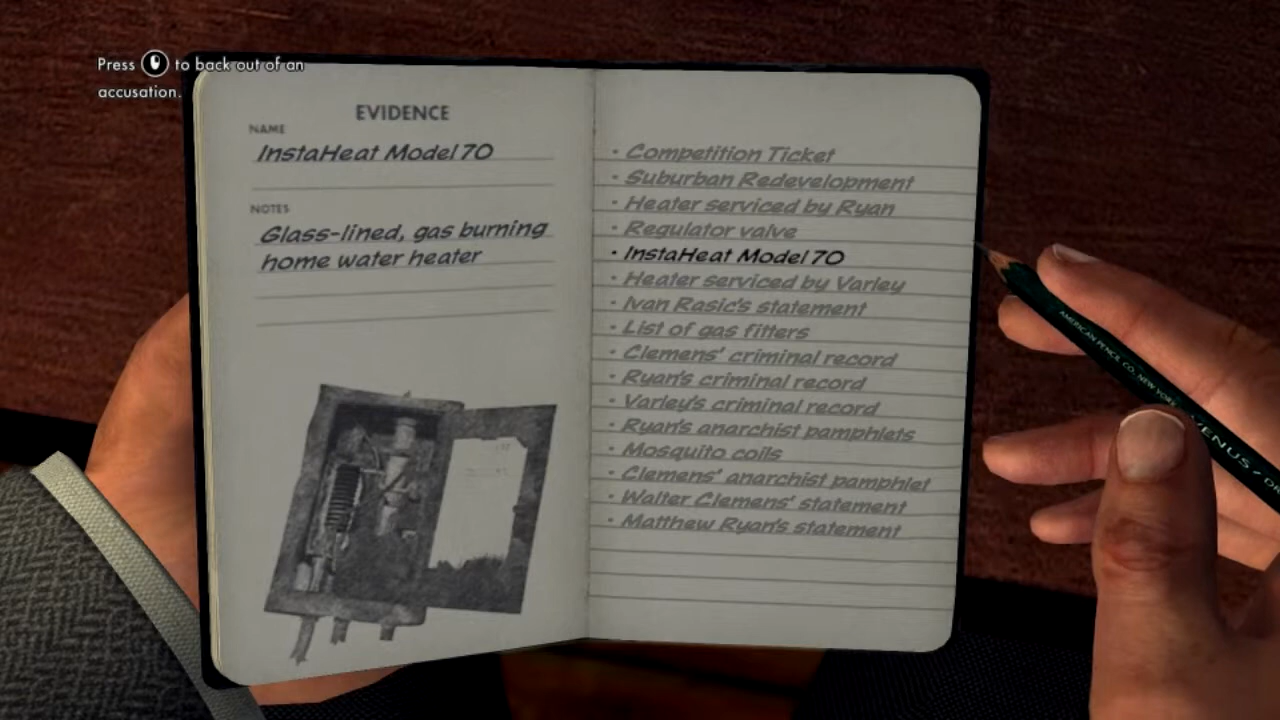 Press to back out of an
accusation.
EVIDENCE
NAME
InstaHeat Model 70
NOTES
Glass-lined, gas burning
home water heater
• Competition Ticket
• Suburban Redevelopment
• Heater serviced by Ryan
• Regulator valve
• InstaHeat Model 70
• Heater serviced by Varley
• Ivan Rasic's statement
• List of gas fitters
• Clemens' criminal record
• Ryan's criminal record
• Varley's criminal record
• Ryan's anarchist pamphlets
• Mosquito coils
• Clemens' anarchist pamphlet
• Walter Clemens' statement
• Matthew Ryan's statement
AMERICAN PENCIL CO. NEW YORK
VENUS